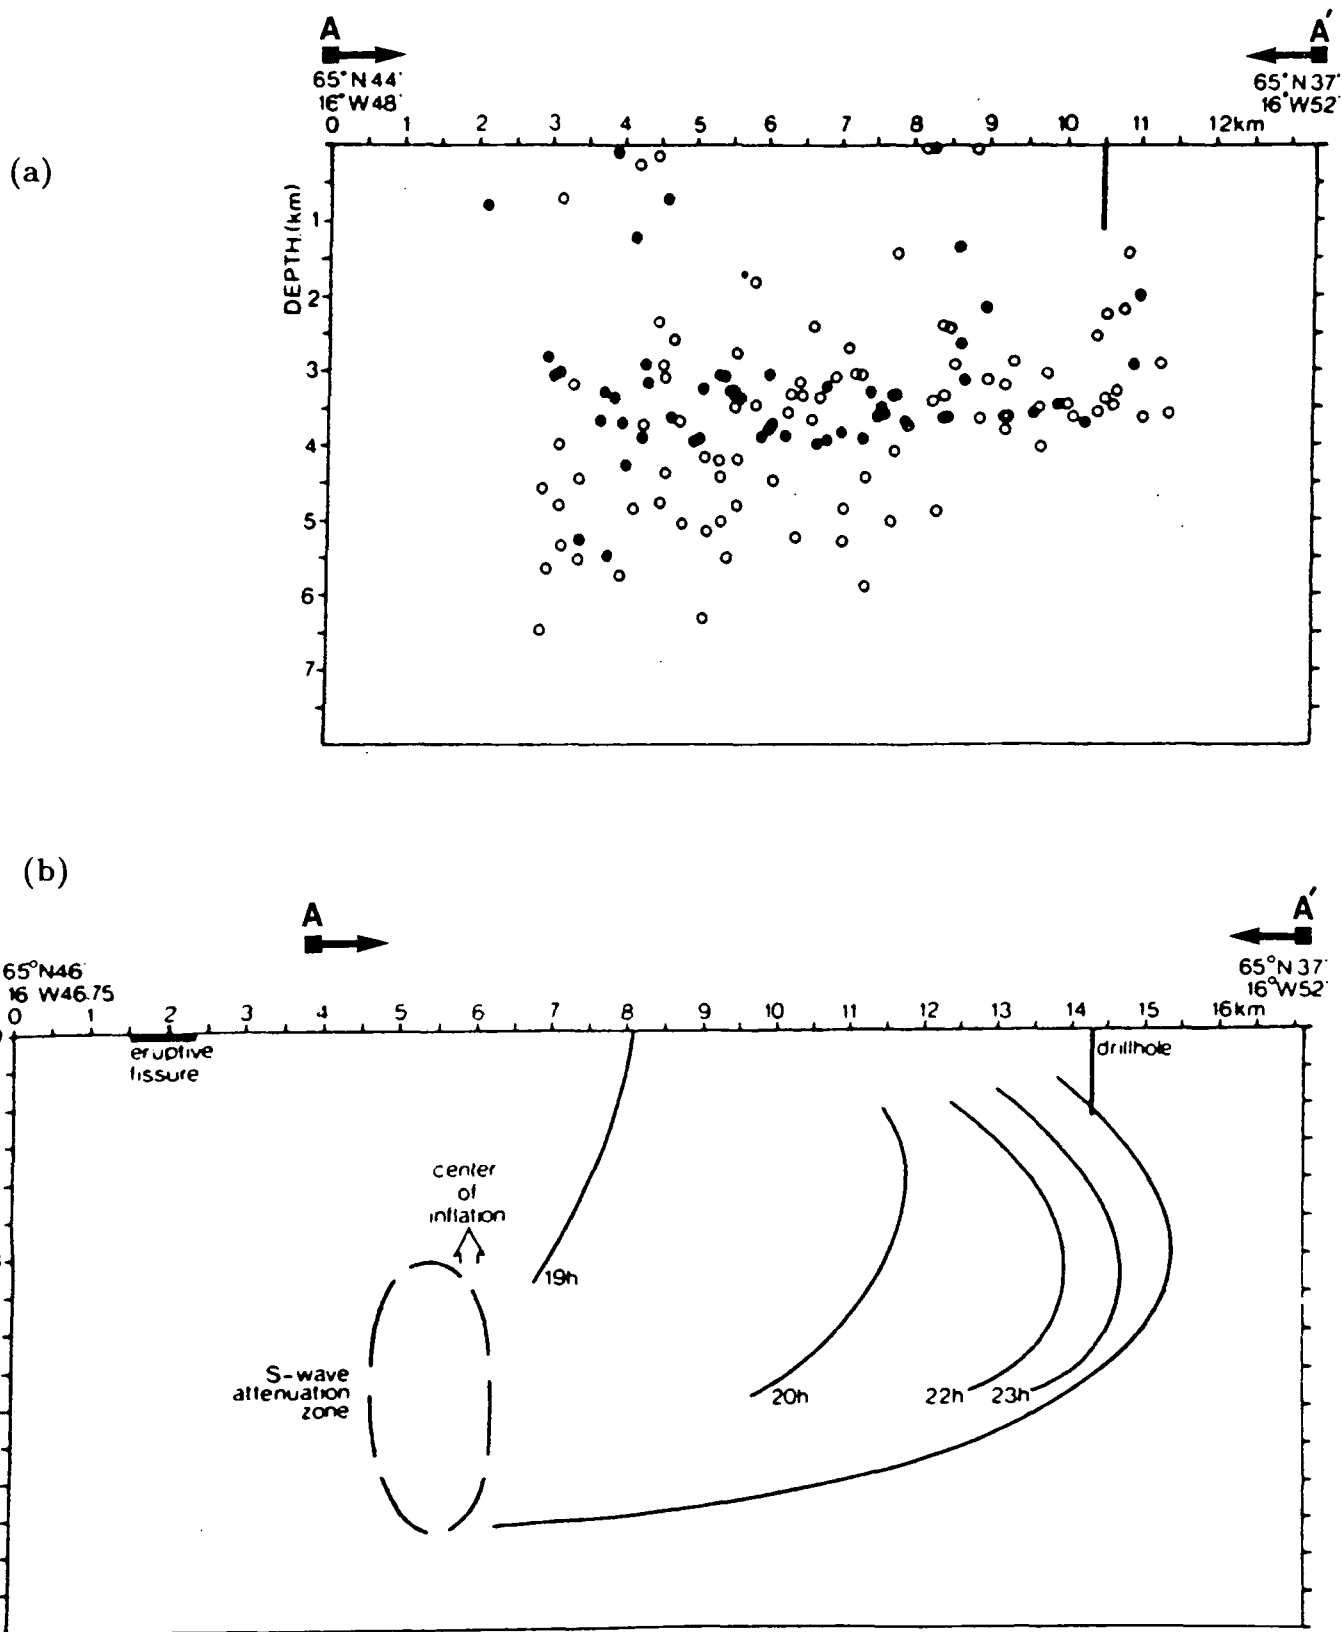 (a)
A
A′
65° N 44′
16° W 48′
65° N 37′
16° W 52′
0 1 2 3 4 5 6 7 8 9 10 11 12km
DEPTH.(km)
1
2
3
4
5
6
7
(b)
A
A′
65°N46′
16 W46.75
65°N 37′
16°W52′
0 1 2 3 4 5 6 7 8 9 10 11 12 13 14 15 16km
eruptive
fissure
drillhole
center
of
inflation
19h
S-wave
attenuation
zone
20h
22h
23h